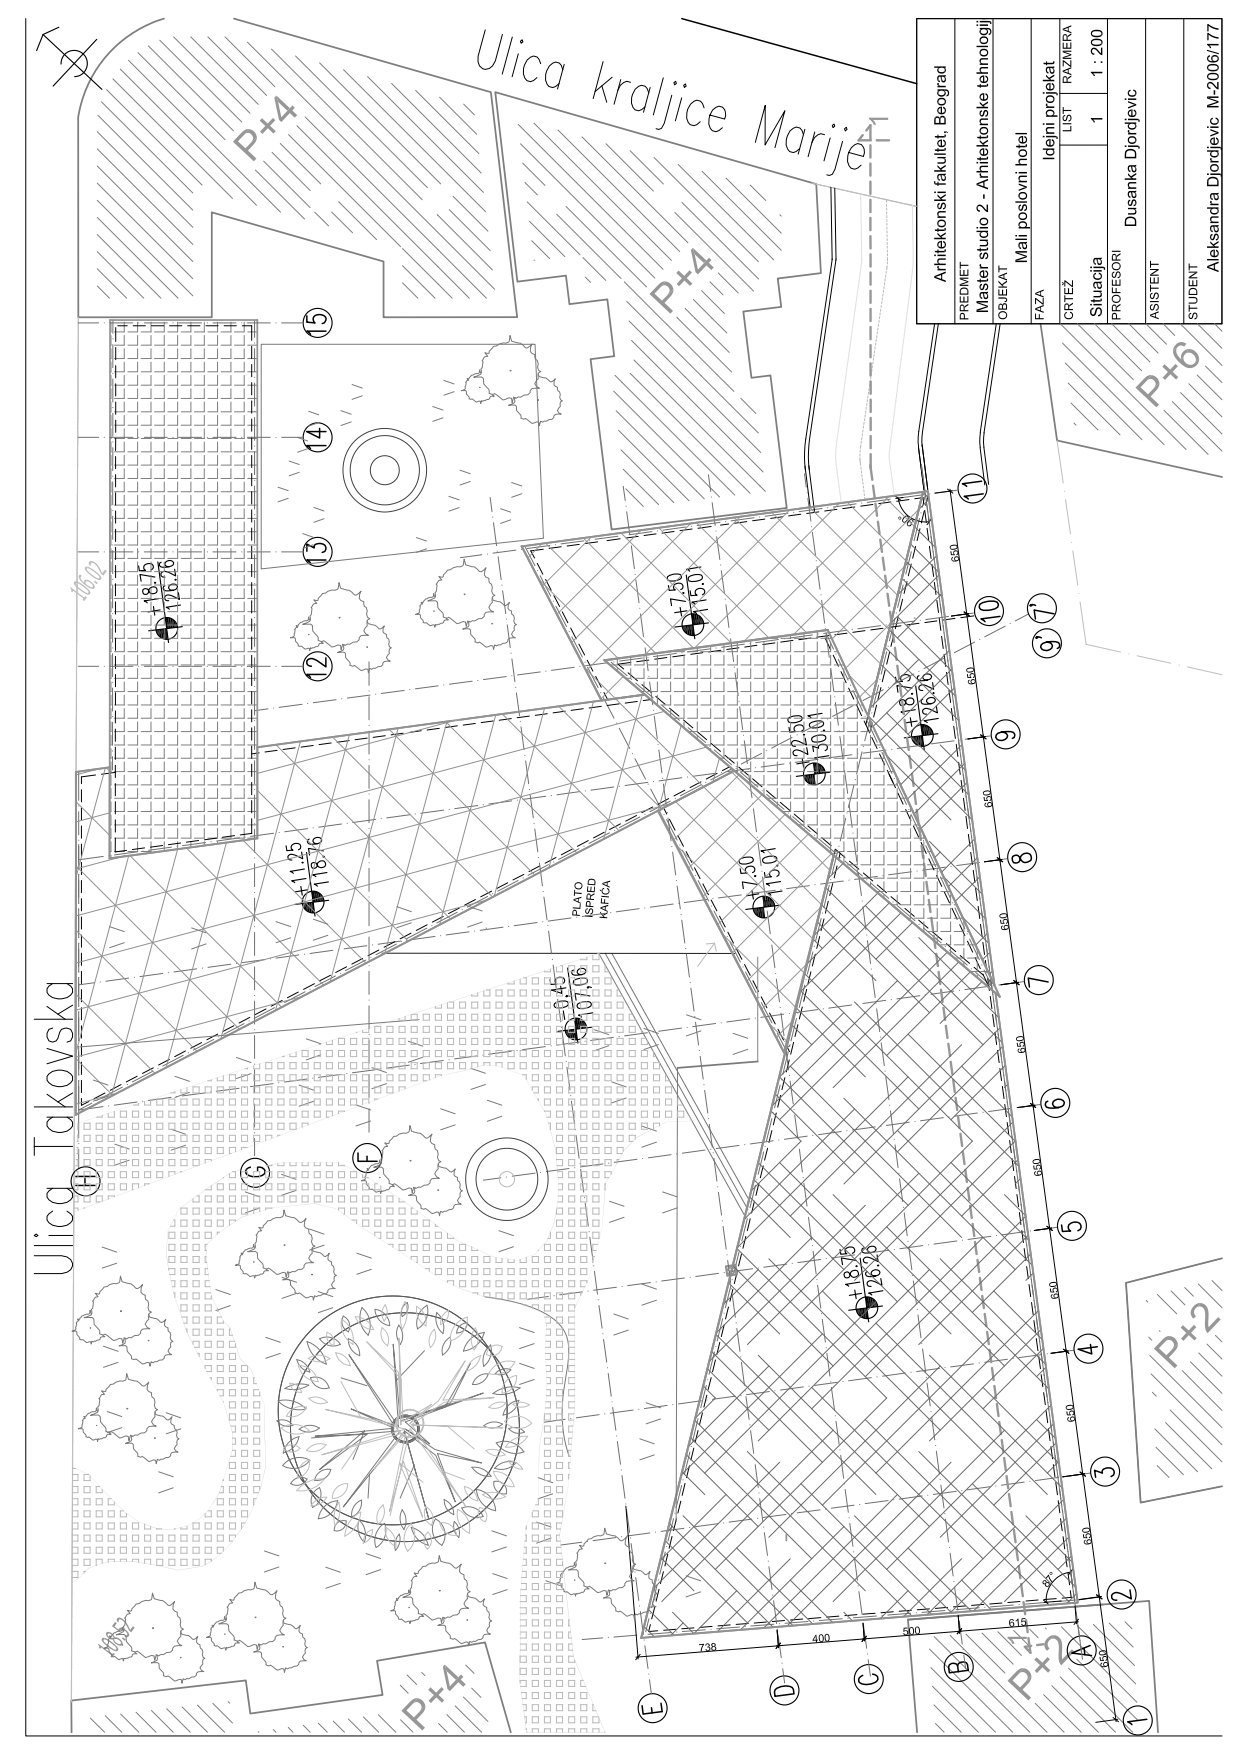 Ulica Takovska
108.52
106.02
H
G
F
E
D
C
B
A
+18.75
126.26
+11.25
118.76
12
13
14
15
P+4
P+4
Ulica kraljice Marije
=0,45
107,06
PLATO
ISPRED
KAFIĆA
+7.50
115.01
P+4
+7.50
115.01
+22.50
130.01
+18.75
126.26
+18.75
126.26
738
400
500
615
87°
90°
1
1
P+2
P+2
P+6
650
650
650
650
650
650
650
650
650
650
1
2
3
4
5
6
7
8
9
10
11
9'
7'
Arhitektonski fakultet, Beograd
PREDMET
Master studio 2 - Arhitektonske tehnologij
OBJEKAT
Mali poslovni hotel
FAZA
Idejni projekat
CRTEŽ LIST RAZMERA
Situacija 1 1 : 200
PROFESORI
Dusanka Djordjevic
ASISTENT
STUDENT
Aleksandra Djordjevic M-2006/177